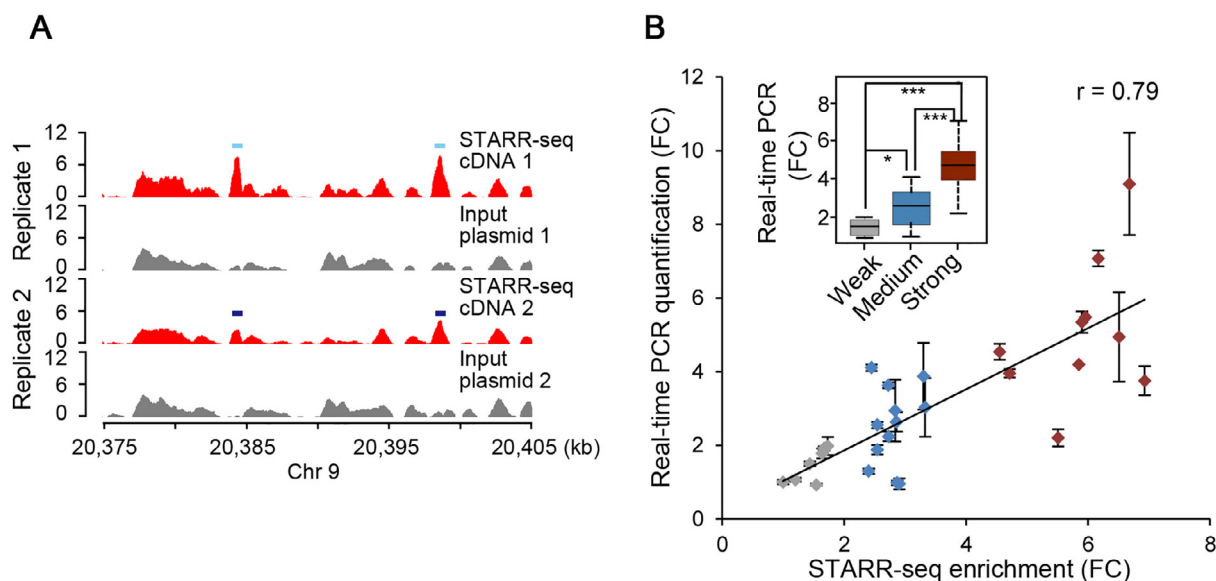 A
Replicate 1
12
6
0
STARR-seq
cDNA 1
12
6
0
Input
plasmid 1
Replicate 2
12
6
0
STARR-seq
cDNA 2
12
6
0
Input
plasmid 2
20,375
20,385
20,395
20,405 (kb)
Chr 9
B
Real-time PCR quantification (FC)
12
10
8
6
4
2
0
r = 0.79
Real-time PCR
(FC)
8
6
4
2
***
***
*
Weak
Medium
Strong
0
2
4
6
8
STARR-seq enrichment (FC)